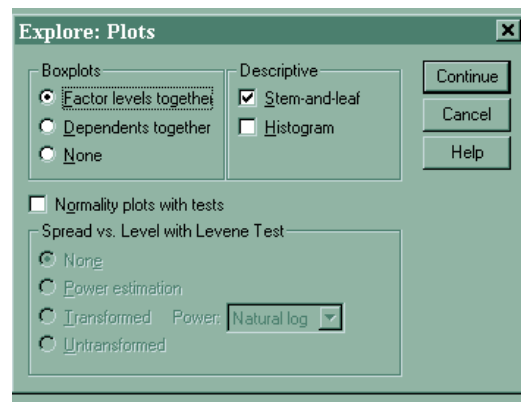 Explore: Plots
Boxplots
Factor levels together
Dependents together
None
Descriptive
Stem-and-leaf
Histogram
Continue
Cancel
Help
Normality plots with tests
Spread vs. Level with Levene Test
None
Power estimation
Transformed Power: Natural log
Untransformed